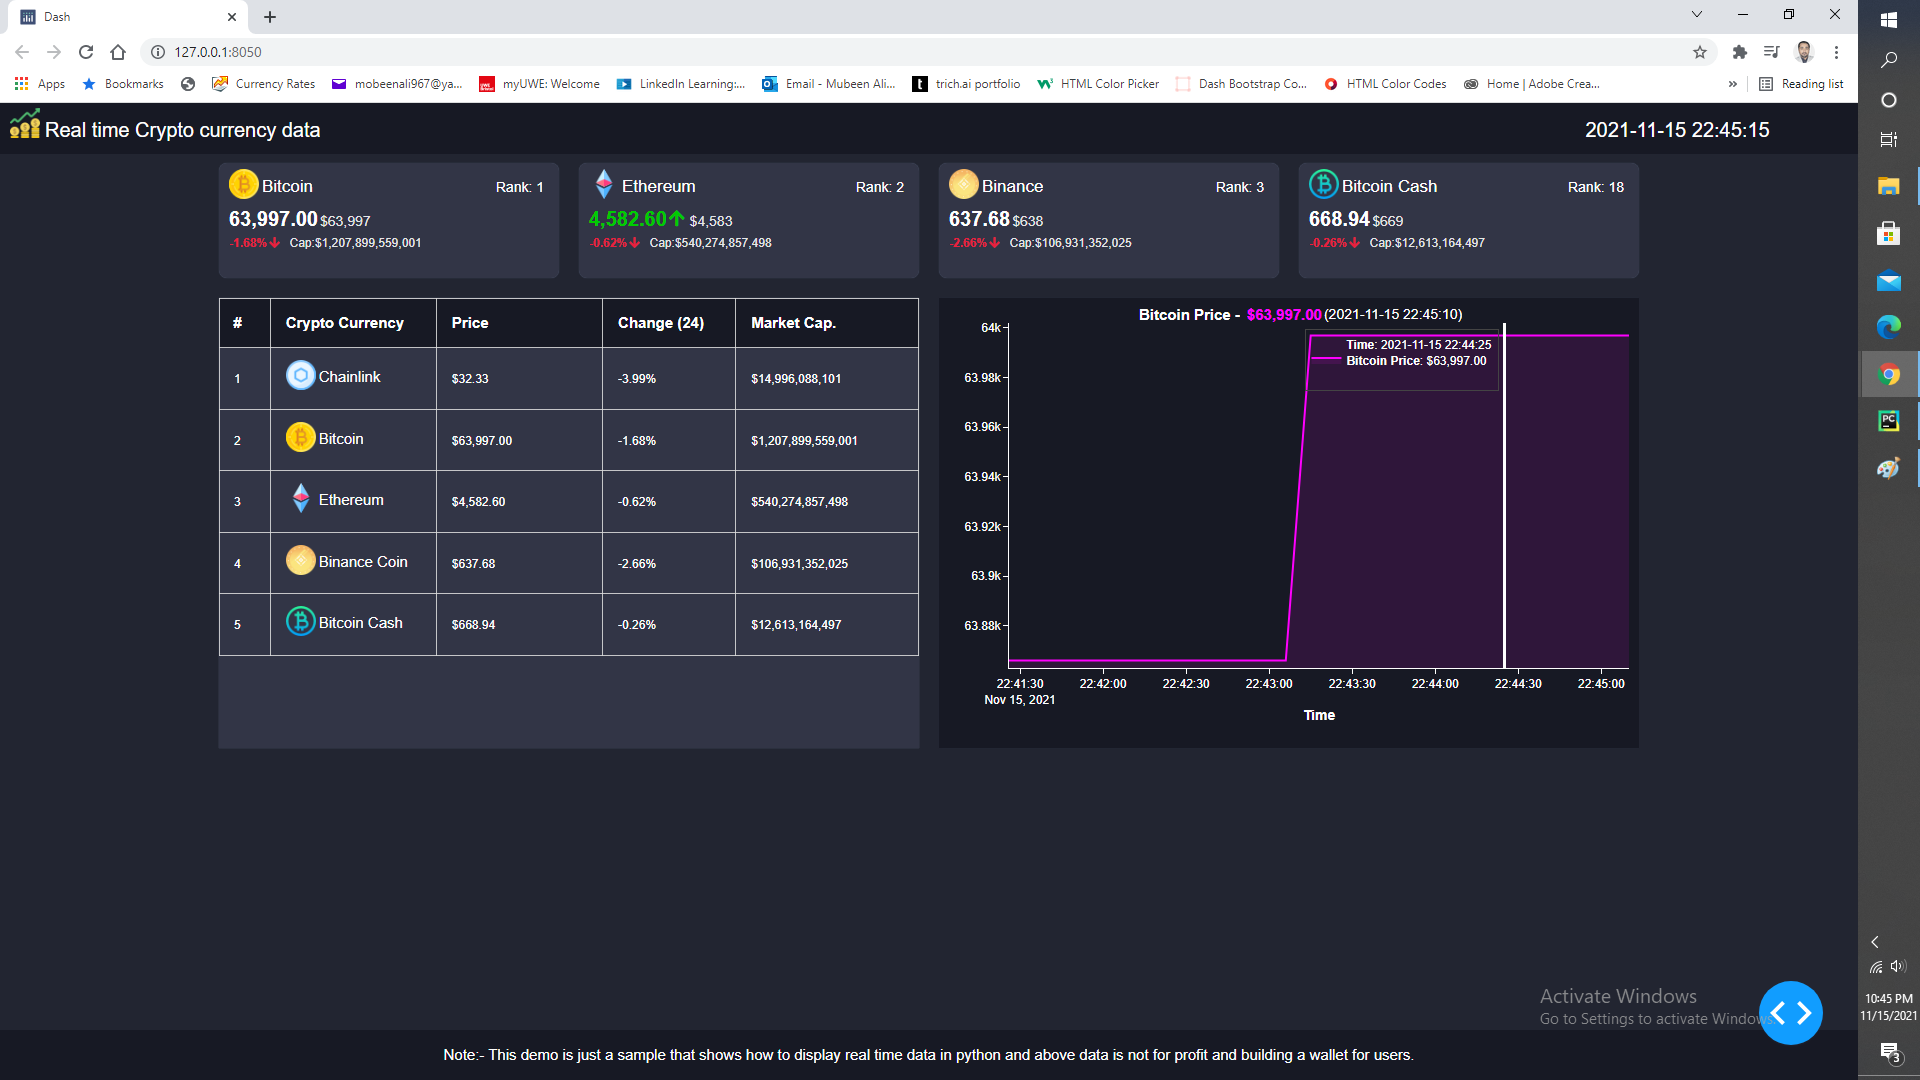 Dash
127.0.0.1:8050
Apps Bookmarks Currency Rates mobeenali967@ya... myUWE: Welcome LinkedIn Learning:... Email - Mubeen Ali... trich.ai portfolio HTML Color Picker Dash Bootstrap Co... HTML Color Codes Home | Adobe Crea... » Reading list
Real time Crypto currency data 2021-11-15 22:45:15
Bitcoin Rank: 1
63,997.00 $63,997
-1.68% Cap:$1,207,899,559,001
Ethereum Rank: 2
4,582.60 $4,583
-0.62% Cap:$540,274,857,498
Binance Rank: 3
637.68 $638
-2.66% Cap:$106,931,352,025
Bitcoin Cash Rank: 18
668.94 $669
-0.26% Cap:$12,613,164,497
# Crypto Currency Price Change (24) Market Cap.
1 Chainlink $32.33 -3.99% $14,996,088,101
2 Bitcoin $63,997.00 -1.68% $1,207,899,559,001
3 Ethereum $4,582.60 -0.62% $540,274,857,498
4 Binance Coin $637.68 -2.66% $106,931,352,025
5 Bitcoin Cash $668.94 -0.26% $12,613,164,497
Bitcoin Price - $63,997.00 (2021-11-15 22:45:10)
64k
63.98k
63.96k
63.94k
63.92k
63.9k
63.88k
Time: 2021-11-15 22:44:25
Bitcoin Price: $63,997.00
22:41:30 22:42:00 22:42:30 22:43:00 22:43:30 22:44:00 22:44:30 22:45:00
Nov 15, 2021
Time
Activate Windows
Go to Settings to activate Windows.
Note:- This demo is just a sample that shows how to display real time data in python and above data is not for profit and building a wallet for users.
PC
10:45 PM
11/15/2021
3